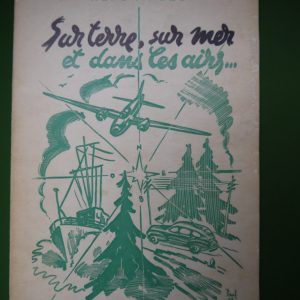 Sur terre, sur mer
et dans les airs...